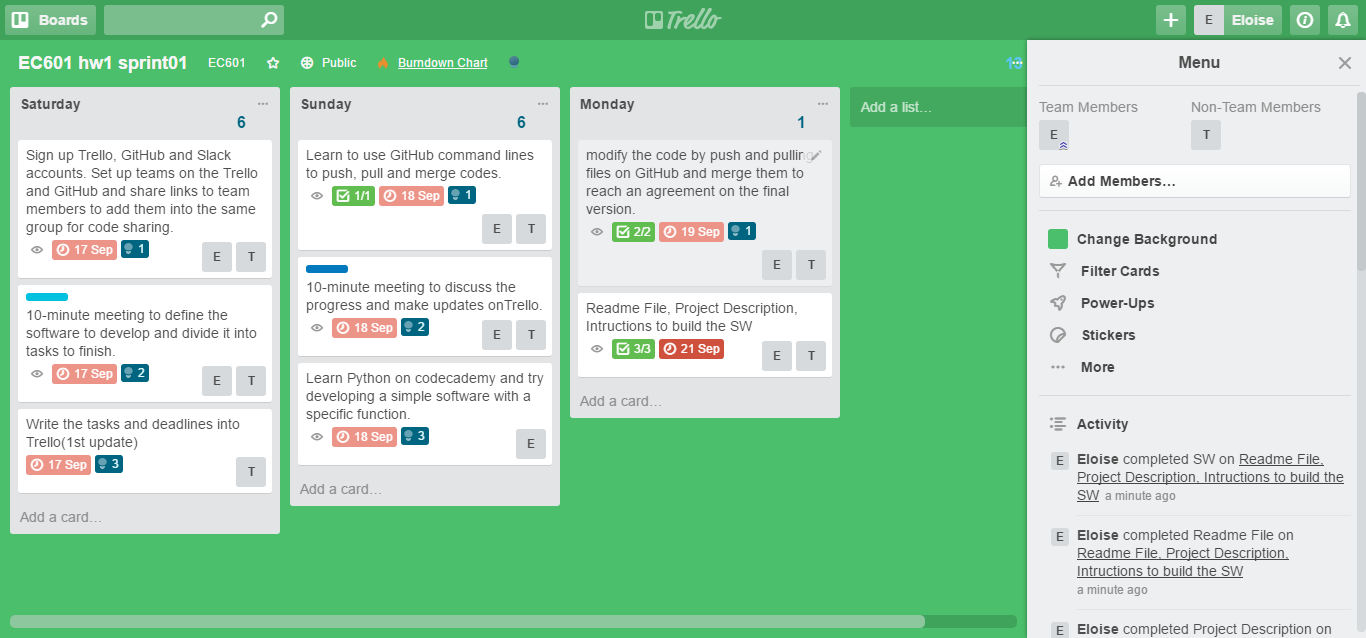 Boards
Trello
E Eloise
EC601 hw1 sprint01
EC601
Public
Burndown Chart
13
Saturday
6
Sign up Trello, GitHub and Slack
accounts. Set up teams on the Trello
and GitHub and share links to team
members to add them into the same
group for code sharing.
17 Sep 1
E T
10-minute meeting to define the
software to develop and divide it into
tasks to finish.
17 Sep 2
E T
Write the tasks and deadlines into
Trello(1st update)
17 Sep 3
T
Add a card…
Sunday
6
Learn to use GitHub command lines
to push, pull and merge codes.
1/1 18 Sep 1
E T
10-minute meeting to discuss the
progress and make updates onTrello.
18 Sep 2
E T
Learn Python on codecademy and try
developing a simple software with a
specific function.
18 Sep 3
E
Add a card…
Monday
1
modify the code by push and pulling
files on GitHub and merge them to
reach an agreement on the final
version.
2/2 19 Sep 1
E T
Readme File, Project Description,
Intructions to build the SW
3/3 21 Sep
E T
Add a card…
Add a list…
Menu
Team Members
E
Non-Team Members
T
Add Members…
Change Background
Filter Cards
Power-Ups
Stickers
More
Activity
E Eloise completed SW on Readme File,
Project Description, Intructions to build the
SW a minute ago
E Eloise completed Readme File on
Readme File, Project Description,
Intructions to build the SW
a minute ago
E Eloise completed Project Description on